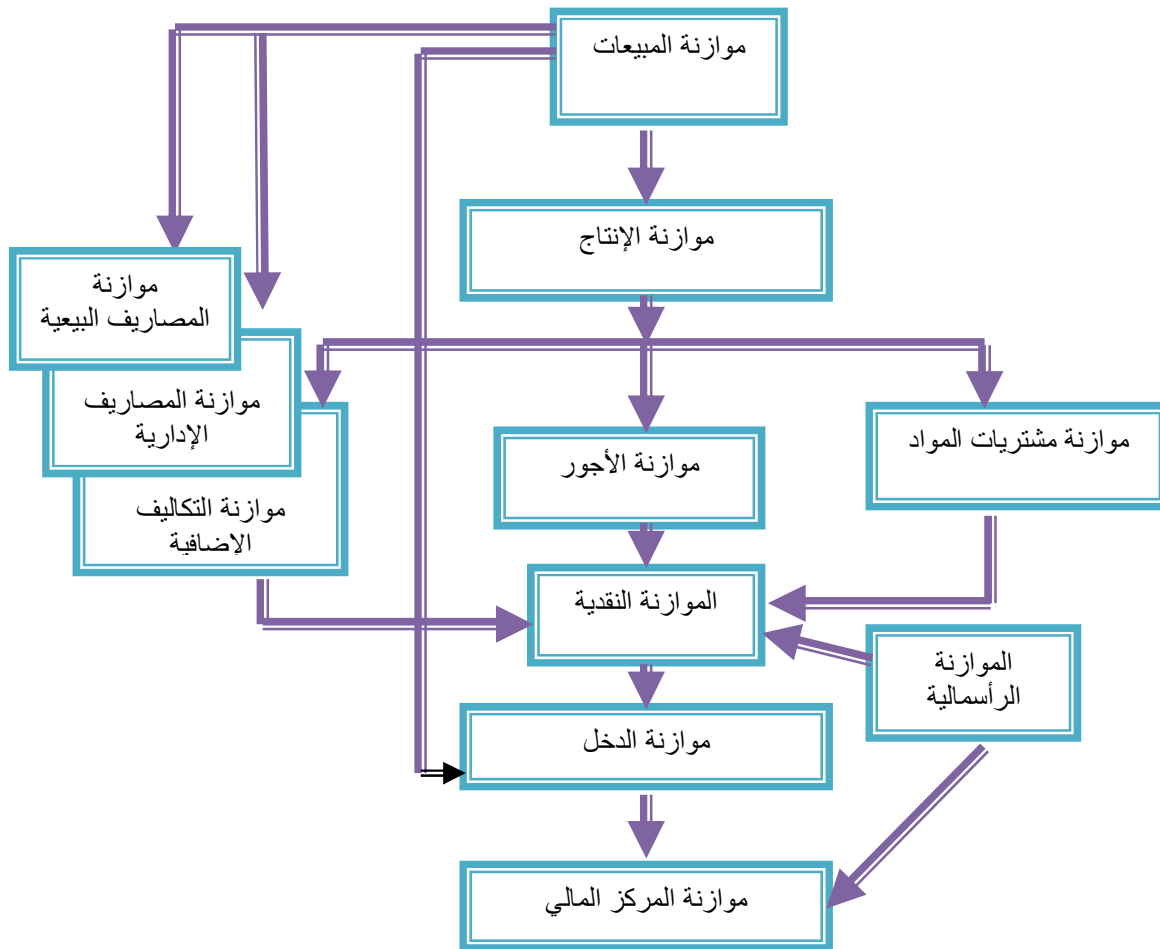 موازنة المبيعات
موازنة الإنتاج
موازنة
المصاريف البيعية
موازنة المصاريف
الإدارية
موازنة التكاليف
الإضافية
موازنة الأجور
موازنة مشتريات المواد
الموازنة النقدية
الموازنة
الرأسمالية
موازنة الدخل
موازنة المركز المالي